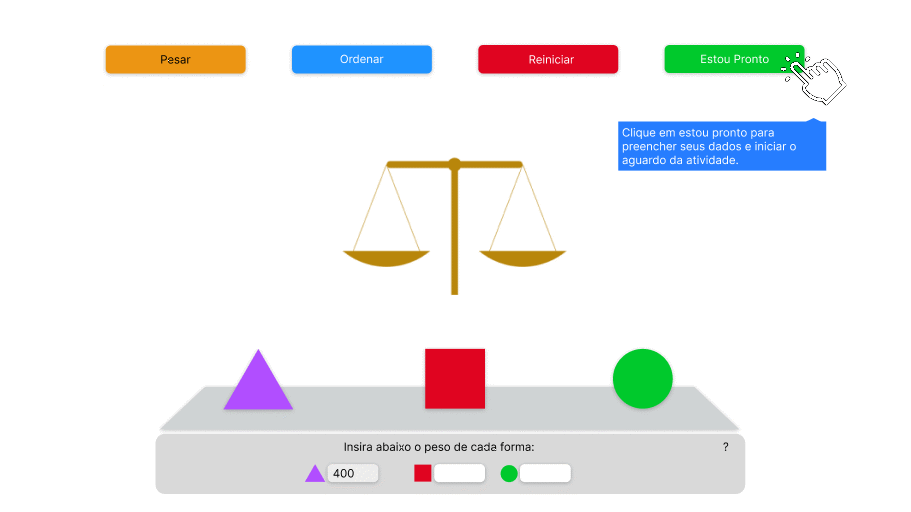 Pesar
Ordenar
Reiniciar
Estou Pronto
Clique em estou pronto para
preencher seus dados e iniciar o
aguardo da atividade.
Insira abaixo o peso de cada forma:
?
400